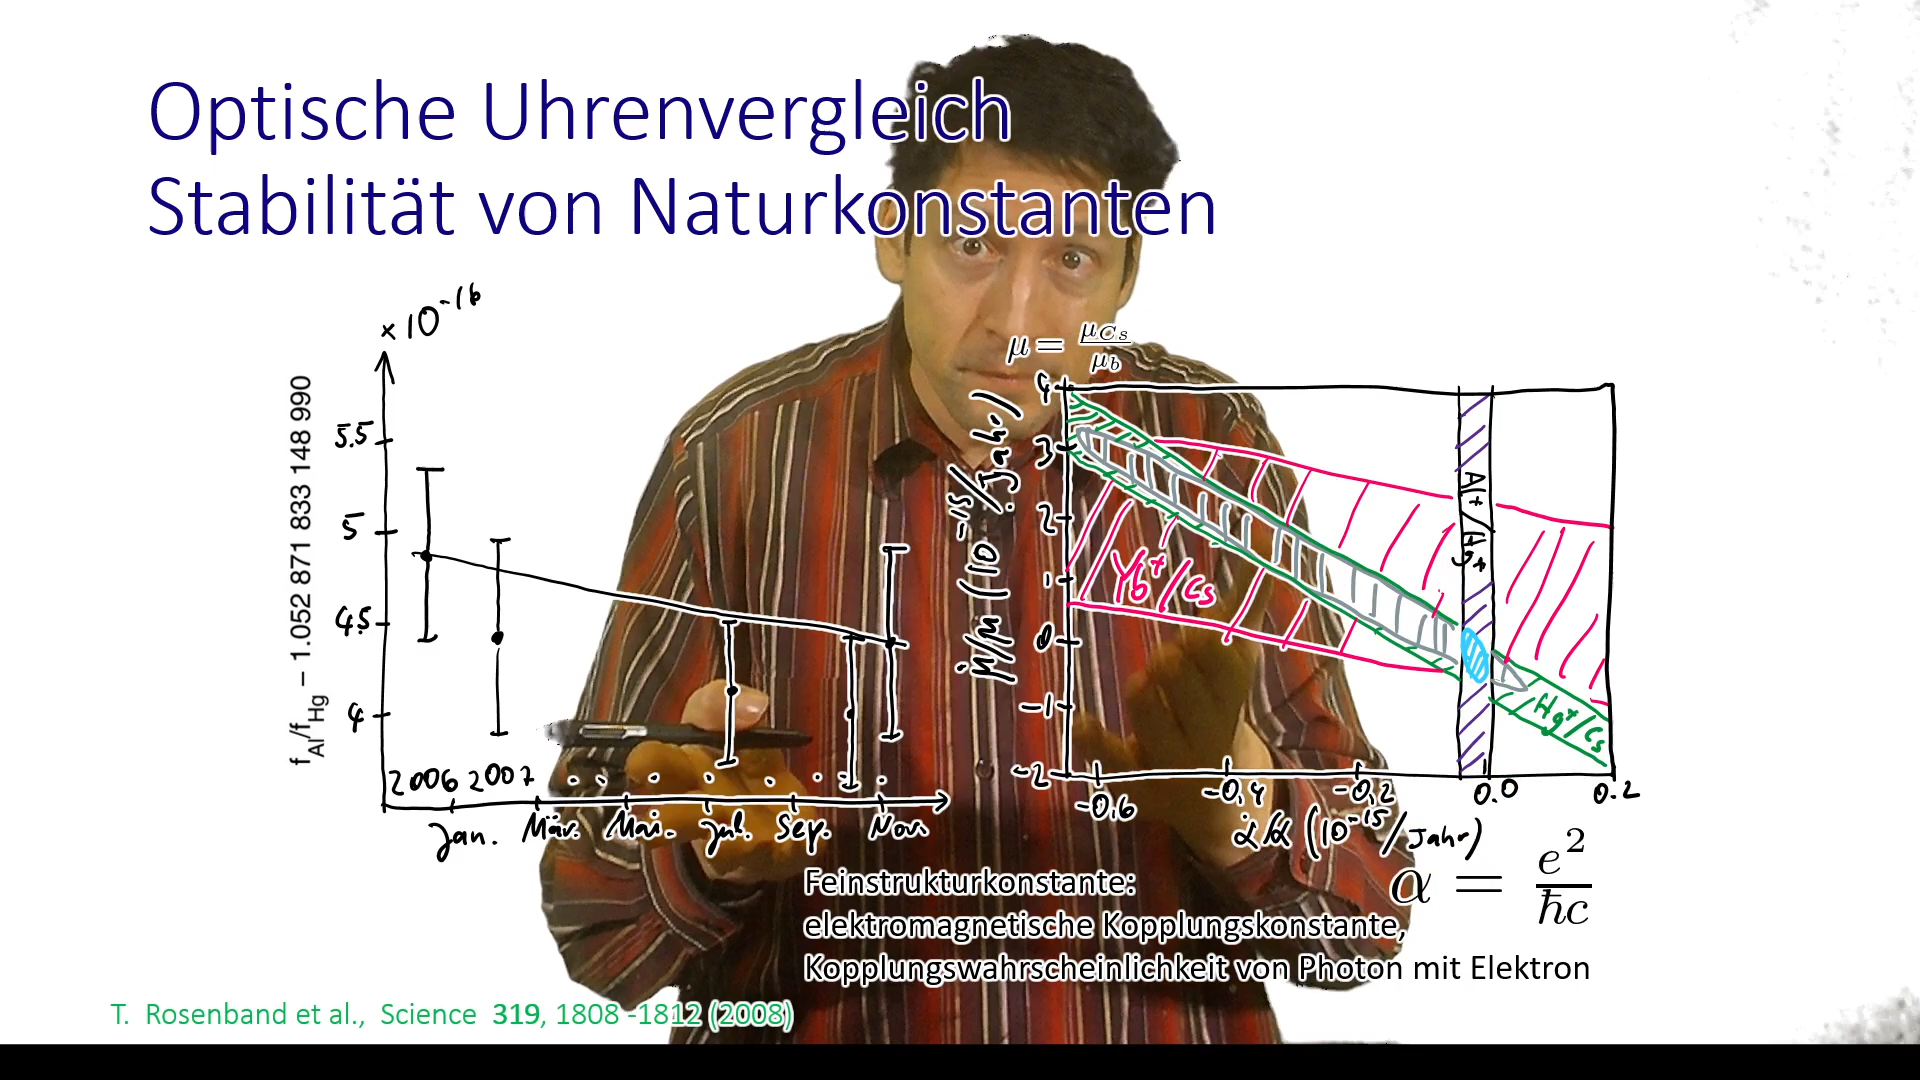 Optische Uhrenvergleich
Stabilität von Naturkonstanten
×10⁻¹⁶
f_Al/f_Hg – 1.052 871 833 148 990
5.5
5
4.5
4
2006 2007
Jan. Mär. Mai. Jul. Sep. Nov.
μ = μ_Cs/μ_b
μ̇/μ (10⁻¹⁵/Jahr)
4
3
2
1
0
-1
-2
Yb⁺/Cs
Al⁺/Hg⁺
Hg⁺/Cs
-0,6 -0,4 -0,2 0.0 0.2
α̇/α (10⁻¹⁵/Jahr)
α = e²/ħc
Feinstrukturkonstante:
elektromagnetische Kopplungskonstante,
Kopplungswahrscheinlichkeit von Photon mit Elektron
T. Rosenband et al., Science 319, 1808 -1812 (2008)